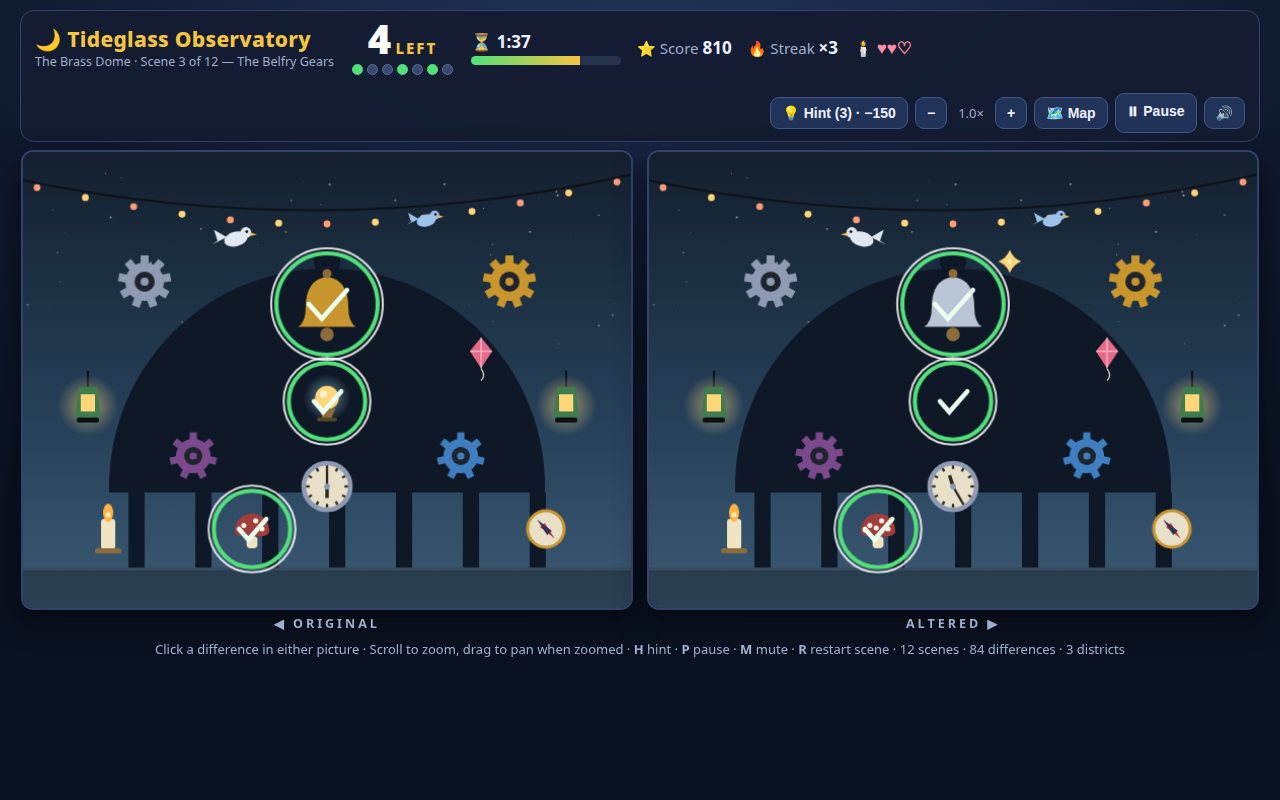 🌙 Tideglass Observatory
The Brass Dome · Scene 3 of 12 — The Belfry Gears
4 LEFT
⏳ 1:37
⭐ Score 810 🔥 Streak ×3 🕯️ ♥♥♡
💡 Hint (3) · −150
−
1.0×
+
🗺️ Map
⏸ Pause
🔊
◀ ORIGINAL
ALTERED ▶
Click a difference in either picture · Scroll to zoom, drag to pan when zoomed · H hint · P pause · M mute · R restart scene · 12 scenes · 84 differences · 3 districts